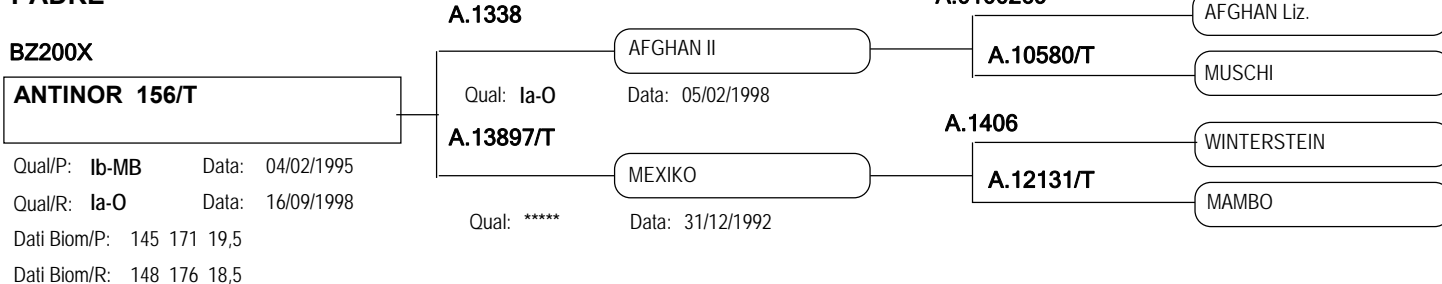 A.1338
AFGHAN Liz.
BZ200X
AFGHAN II
A.10580/T
MUSCHI
ANTINOR 156/T
Qual: Ia-O Data: 05/02/1998
A.13897/T
A.1406
WINTERSTEIN
Qual/P: Ib-MB Data: 04/02/1995
MEXIKO
A.12131/T
MAMBO
Qual/R: Ia-O Data: 16/09/1998
Qual: ***** Data: 31/12/1992
Dati Biom/P: 145 171 19,5
Dati Biom/R: 148 176 18,5